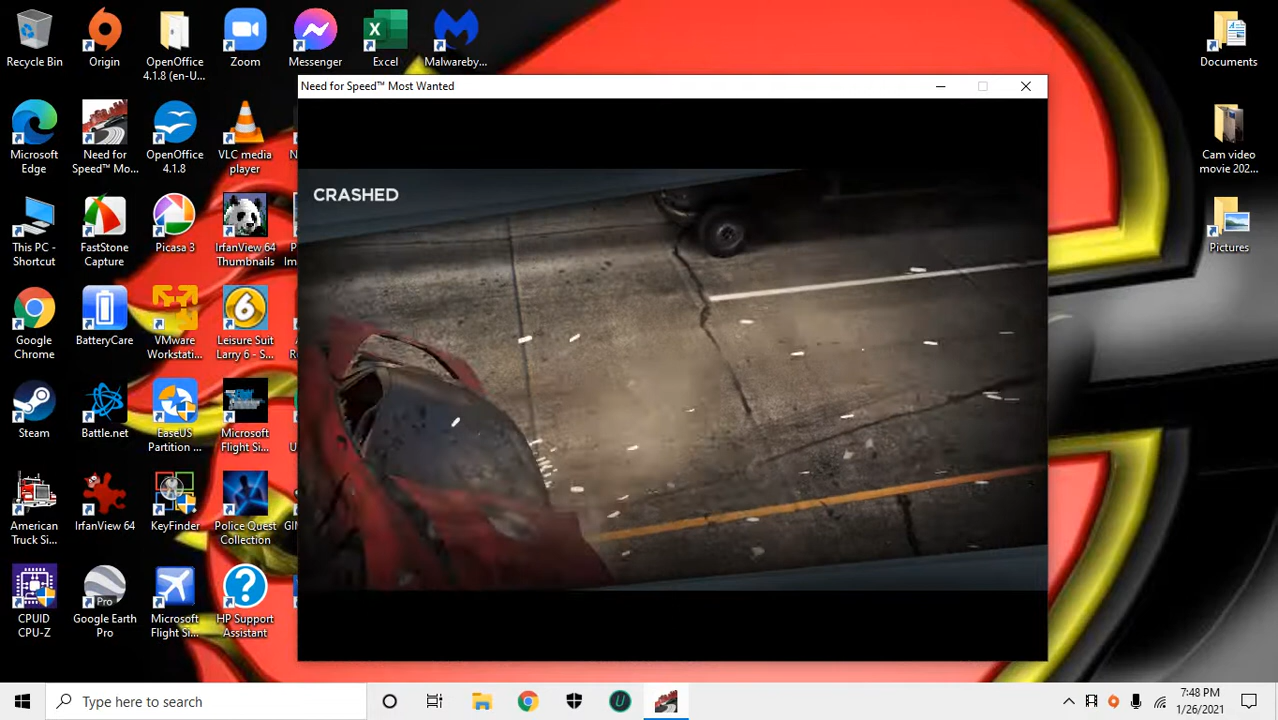 Recycle Bin
Origin
OpenOffice
4.1.8 (en-U...
Zoom
Messenger
Excel
Malwareby...
Documents
Need for Speed™ Most Wanted
CRASHED
Microsoft
Edge
Need for
Speed™ Mo...
OpenOffice
4.1.8
VLC media
player
Cam video
movie 202...
This PC -
Shortcut
FastStone
Capture
Picasa 3
IrfanView 64
Thumbnails
Pictures
Google
Chrome
BatteryCare
VMware
Workstati...
Leisure Suit
Larry 6 - S...
Steam
Battle.net
EaseUS
Partition ...
Microsoft
Flight Si...
American
Truck Si...
IrfanView 64
KeyFinder
Police Quest
Collection
CPUID
CPU-Z
Pro
Google Earth
Pro
Microsoft
Flight Si...
HP Support
Assistant
Type here to search
7:48 PM
1/26/2021